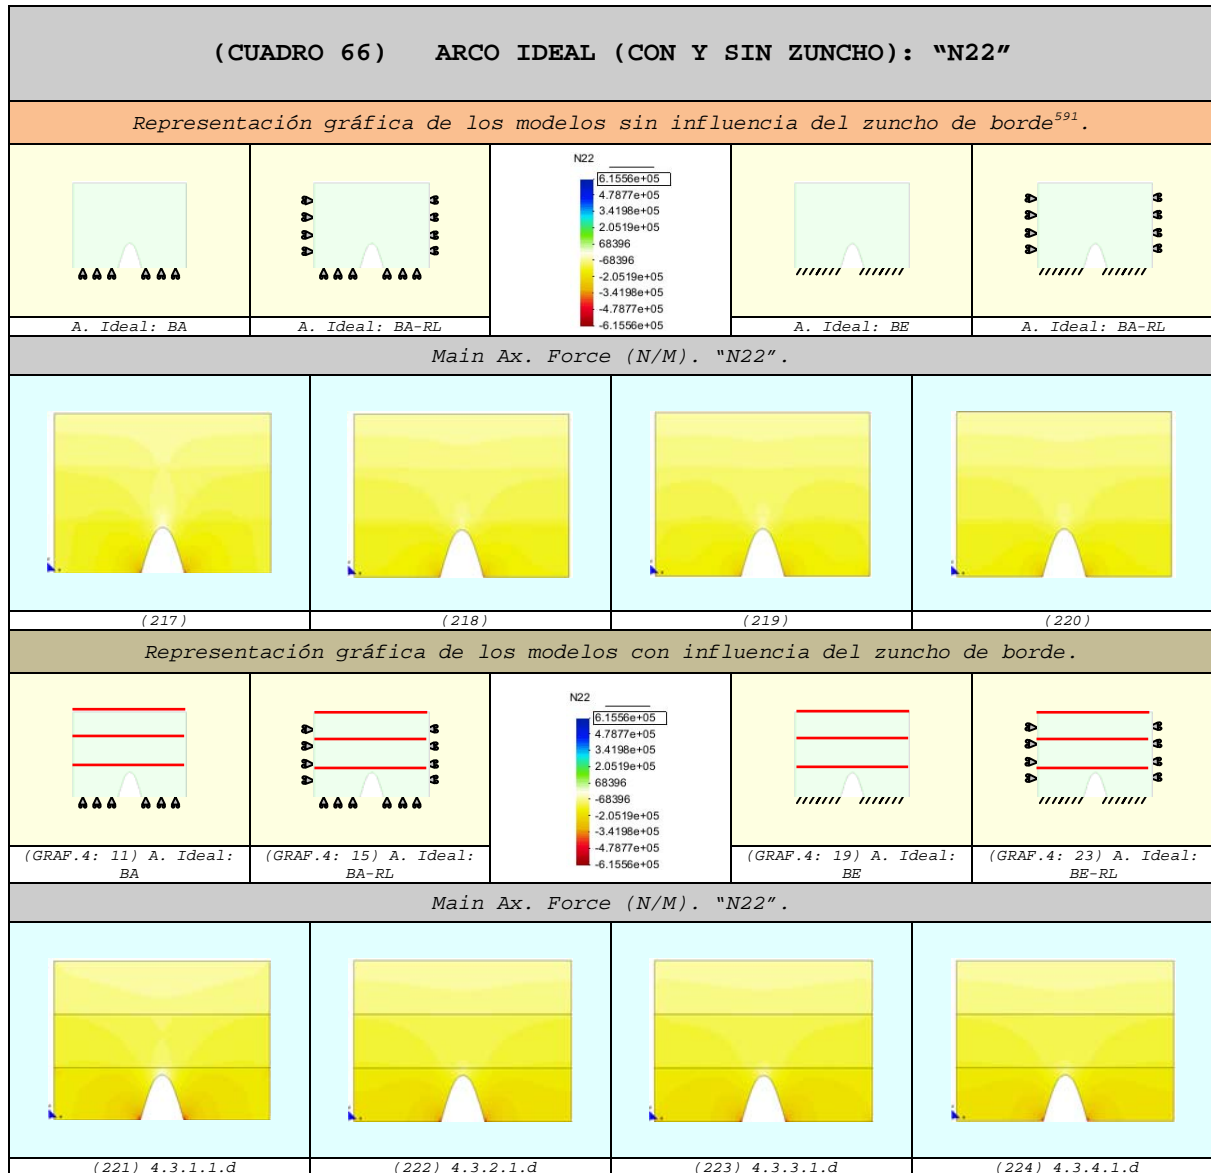 (CUADRO 66)   ARCO IDEAL (CON Y SIN ZUNCHO): “N22”
Representación gráfica de los modelos sin influencia del zuncho de borde591.
N22
6.1556e+05
4.7877e+05
3.4198e+05
2.0519e+05
68396
-68396
-2.0519e+05
-3.4198e+05
-4.7877e+05
-6.1556e+05
A. Ideal: BA
A. Ideal: BA-RL
A. Ideal: BE
A. Ideal: BA-RL
Main Ax. Force (N/M). “N22”.
(217)
(218)
(219)
(220)
Representación gráfica de los modelos con influencia del zuncho de borde.
N22
6.1556e+05
4.7877e+05
3.4198e+05
2.0519e+05
68396
-68396
-2.0519e+05
-3.4198e+05
-4.7877e+05
-6.1556e+05
(GRAF.4: 11) A. Ideal:
BA
(GRAF.4: 15) A. Ideal:
BA-RL
(GRAF.4: 19) A. Ideal:
BE
(GRAF.4: 23) A. Ideal:
BE-RL
Main Ax. Force (N/M). “N22”.
(221) 4.3.1.1.d
(222) 4.3.2.1.d
(223) 4.3.3.1.d
(224) 4.3.4.1.d